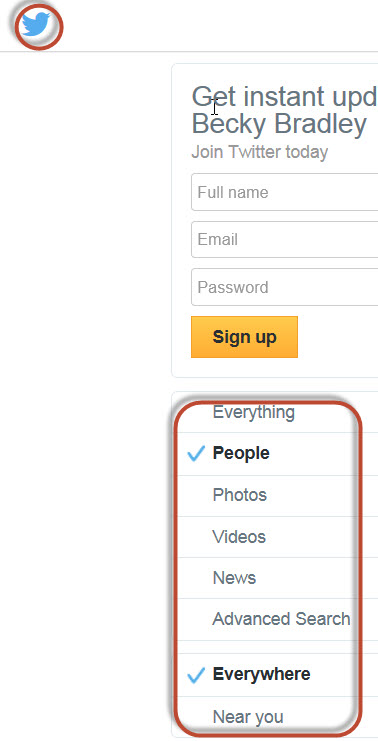 Get instant upd
Becky Bradley
Join Twitter today
Full name
Email
Password
Sign up
Everything
People
Photos
Videos
News
Advanced Search
Everywhere
Near you